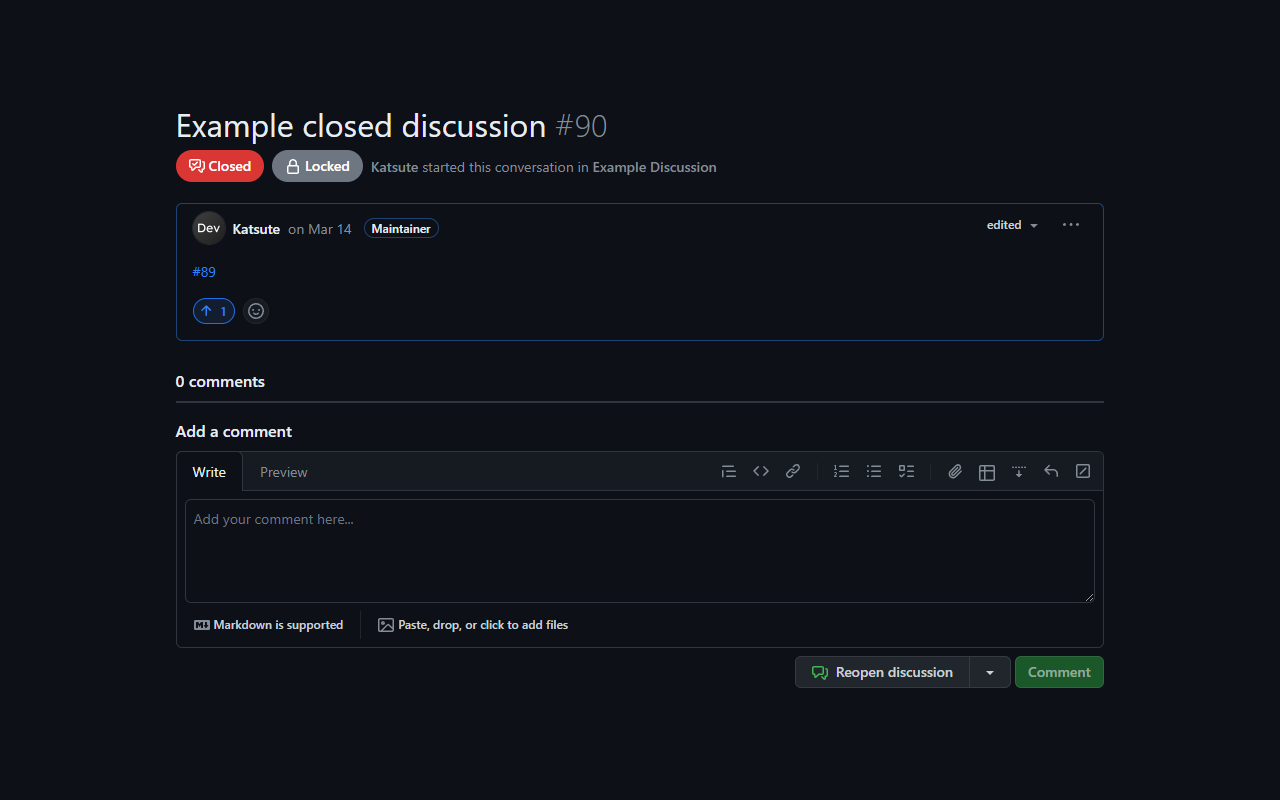 Example closed discussion #90
Closed Locked Katsute started this conversation in Example Discussion
Dev Katsute on Mar 14 Maintainer edited
#89
1
0 comments
Add a comment
Write Preview
Add your comment here...
Markdown is supported Paste, drop, or click to add files
Reopen discussion Comment